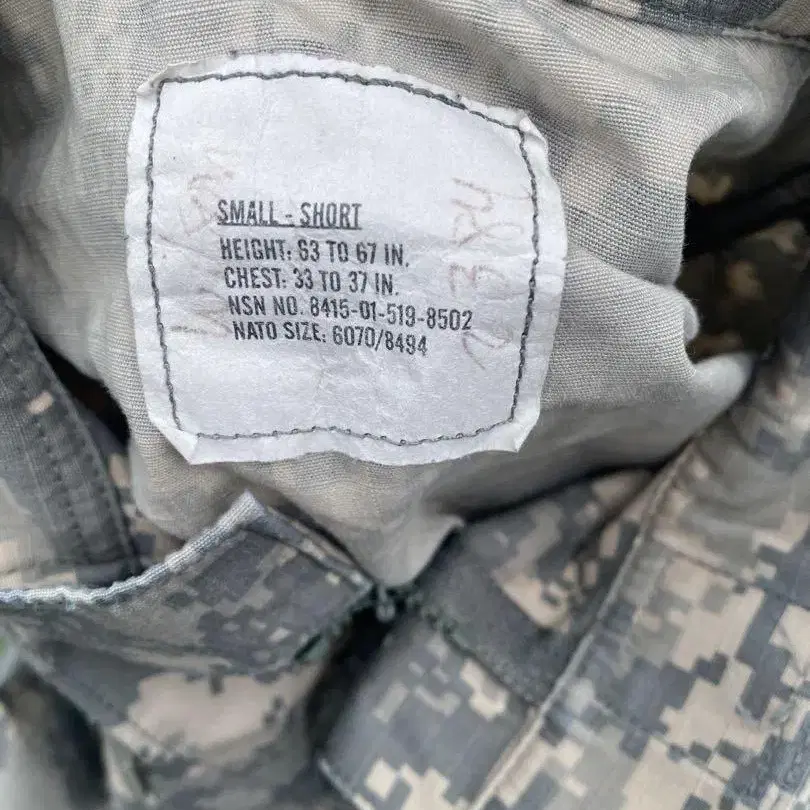 SMALL - SHORT
HEIGHT: 63 TO 67 IN.
CHEST: 33 TO 37 IN.
NSN NO. 8415-01-519-8502
NATO SIZE: 6070/8494